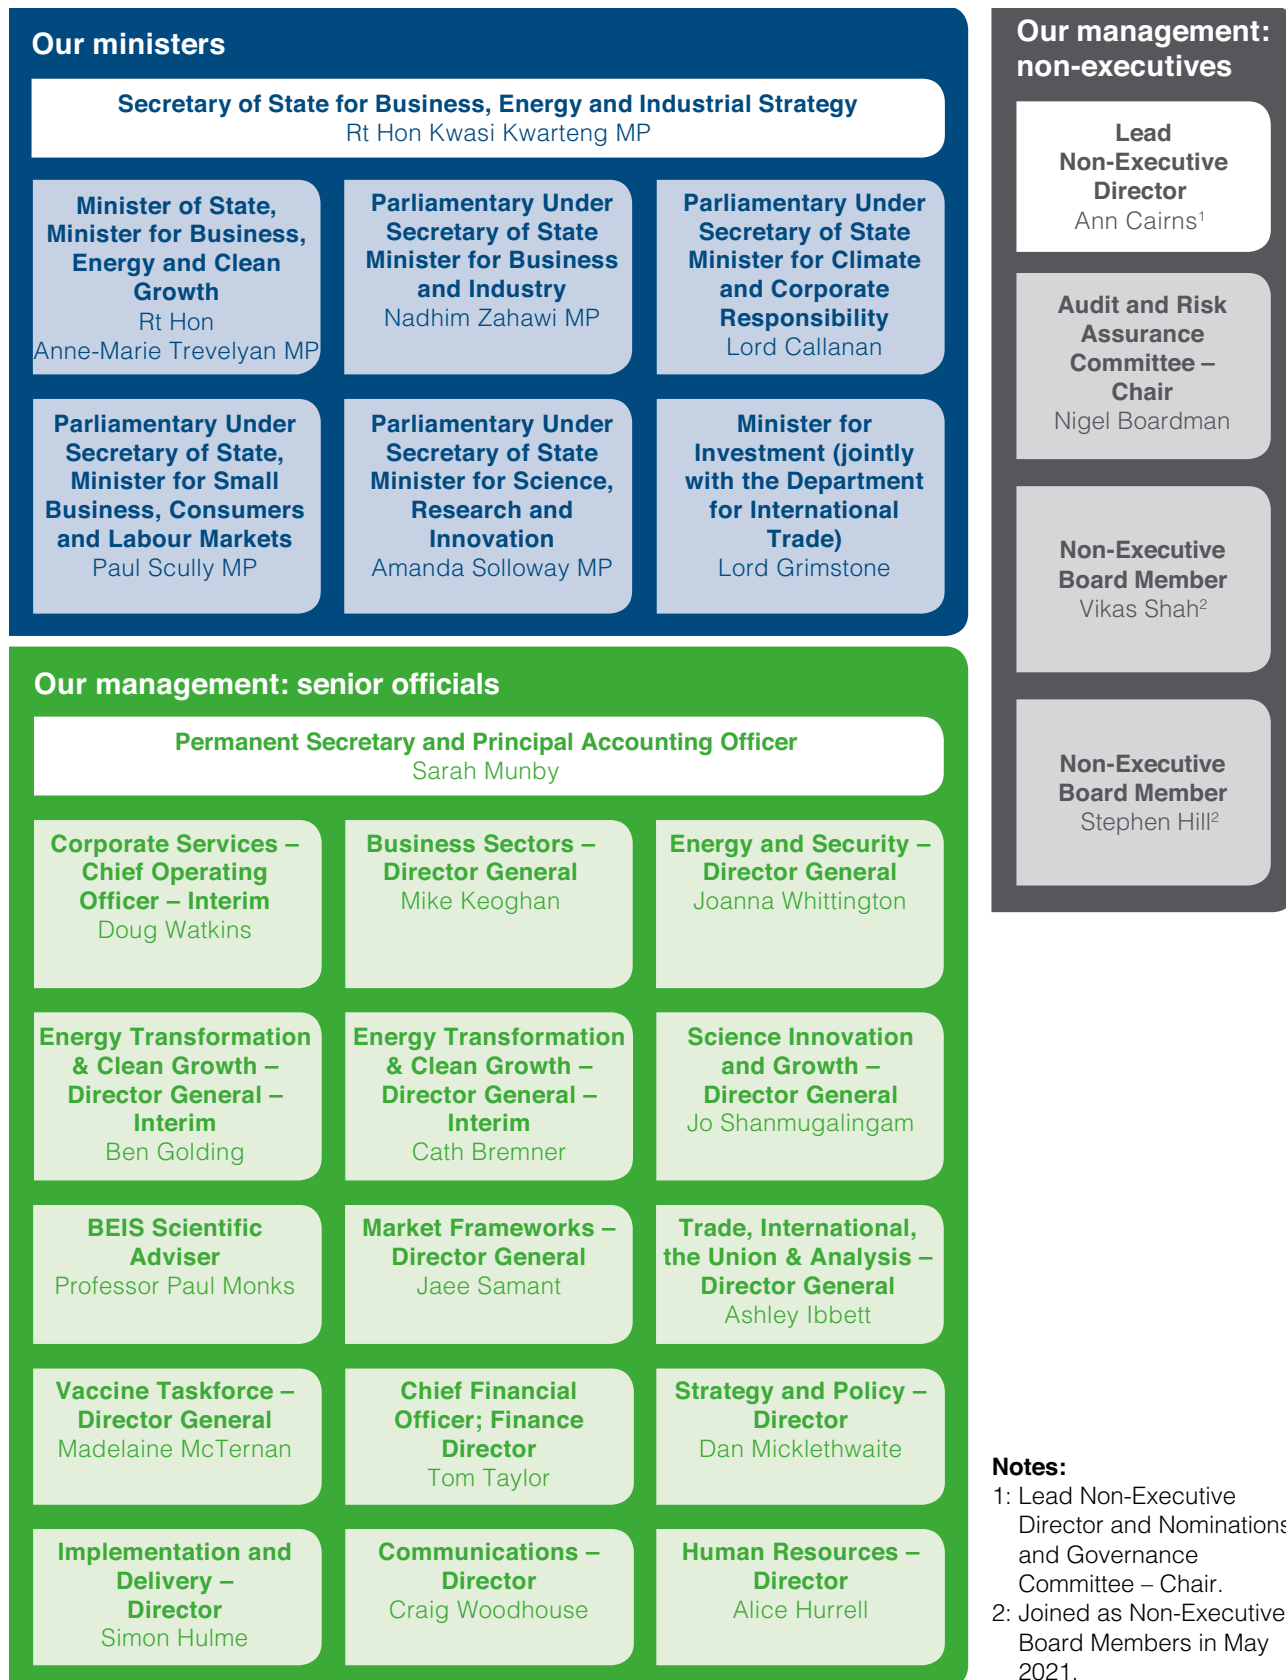 Our ministers
Secretary of State for Business, Energy and Industrial Strategy
Rt Hon Kwasi Kwarteng MP
Minister of State,
Minister for Business,
Energy and Clean
Growth
Rt Hon
Anne-Marie Trevelyan MP
Parliamentary Under
Secretary of State
Minister for Business
and Industry
Nadhim Zahawi MP
Parliamentary Under
Secretary of State
Minister for Climate
and Corporate
Responsibility
Lord Callanan
Parliamentary Under
Secretary of State,
Minister for Small
Business, Consumers
and Labour Markets
Paul Scully MP
Parliamentary Under
Secretary of State
Minister for Science,
Research and
Innovation
Amanda Solloway MP
Minister for
Investment (jointly
with the Department
for International
Trade)
Lord Grimstone
Our management: senior officials
Permanent Secretary and Principal Accounting Officer
Sarah Munby
Corporate Services –
Chief Operating
Officer – Interim
Doug Watkins
Business Sectors –
Director General
Mike Keoghan
Energy and Security –
Director General
Joanna Whittington
Energy Transformation
& Clean Growth –
Director General –
Interim
Ben Golding
Energy Transformation
& Clean Growth –
Director General –
Interim
Cath Bremner
Science Innovation
and Growth –
Director General
Jo Shanmugalingam
BEIS Scientific
Adviser
Professor Paul Monks
Market Frameworks –
Director General
Jaee Samant
Trade, International,
the Union & Analysis –
Director General
Ashley Ibbett
Vaccine Taskforce –
Director General
Madelaine McTernan
Chief Financial
Officer; Finance
Director
Tom Taylor
Strategy and Policy –
Director
Dan Micklethwaite
Implementation and
Delivery –
Director
Simon Hulme
Communications –
Director
Craig Woodhouse
Human Resources –
Director
Alice Hurrell
Our management:
non-executives
Lead
Non-Executive
Director
Ann Cairns¹
Audit and Risk
Assurance
Committee –
Chair
Nigel Boardman
Non-Executive
Board Member
Vikas Shah²
Non-Executive
Board Member
Stephen Hill²
Notes:
1: Lead Non-Executive
Director and Nominations
and Governance
Committee – Chair.
2: Joined as Non-Executive
Board Members in May
2021.